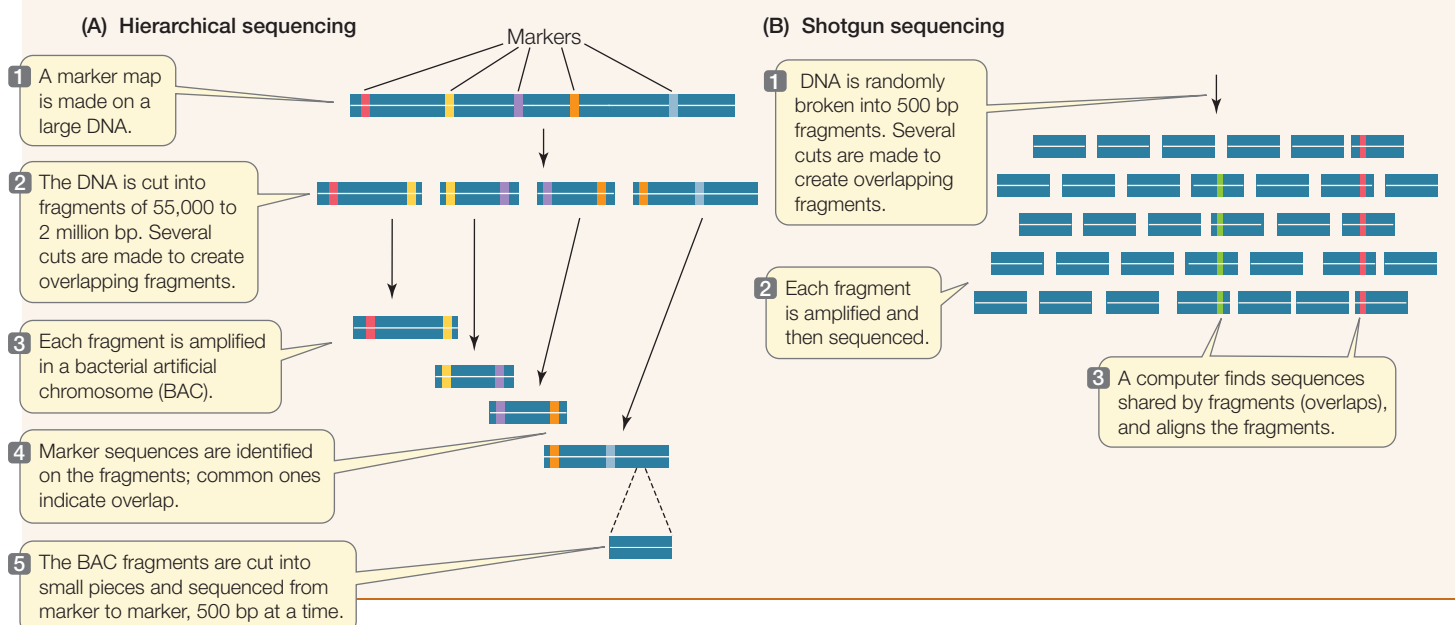 (A) Hierarchical sequencing
Markers
1 A marker map
is made on a
large DNA.
2 The DNA is cut into
fragments of 55,000 to
2 million bp. Several
cuts are made to create
overlapping fragments.
3 Each fragment is amplified
in a bacterial artificial
chromosome (BAC).
4 Marker sequences are identified
on the fragments; common ones
indicate overlap.
5 The BAC fragments are cut into
small pieces and sequenced from
marker to marker, 500 bp at a time.
(B) Shotgun sequencing
1 DNA is randomly
broken into 500 bp
fragments. Several
cuts are made to
create overlapping
fragments.
2 Each fragment
is amplified and
then sequenced.
3 A computer finds sequences
shared by fragments (overlaps),
and aligns the fragments.